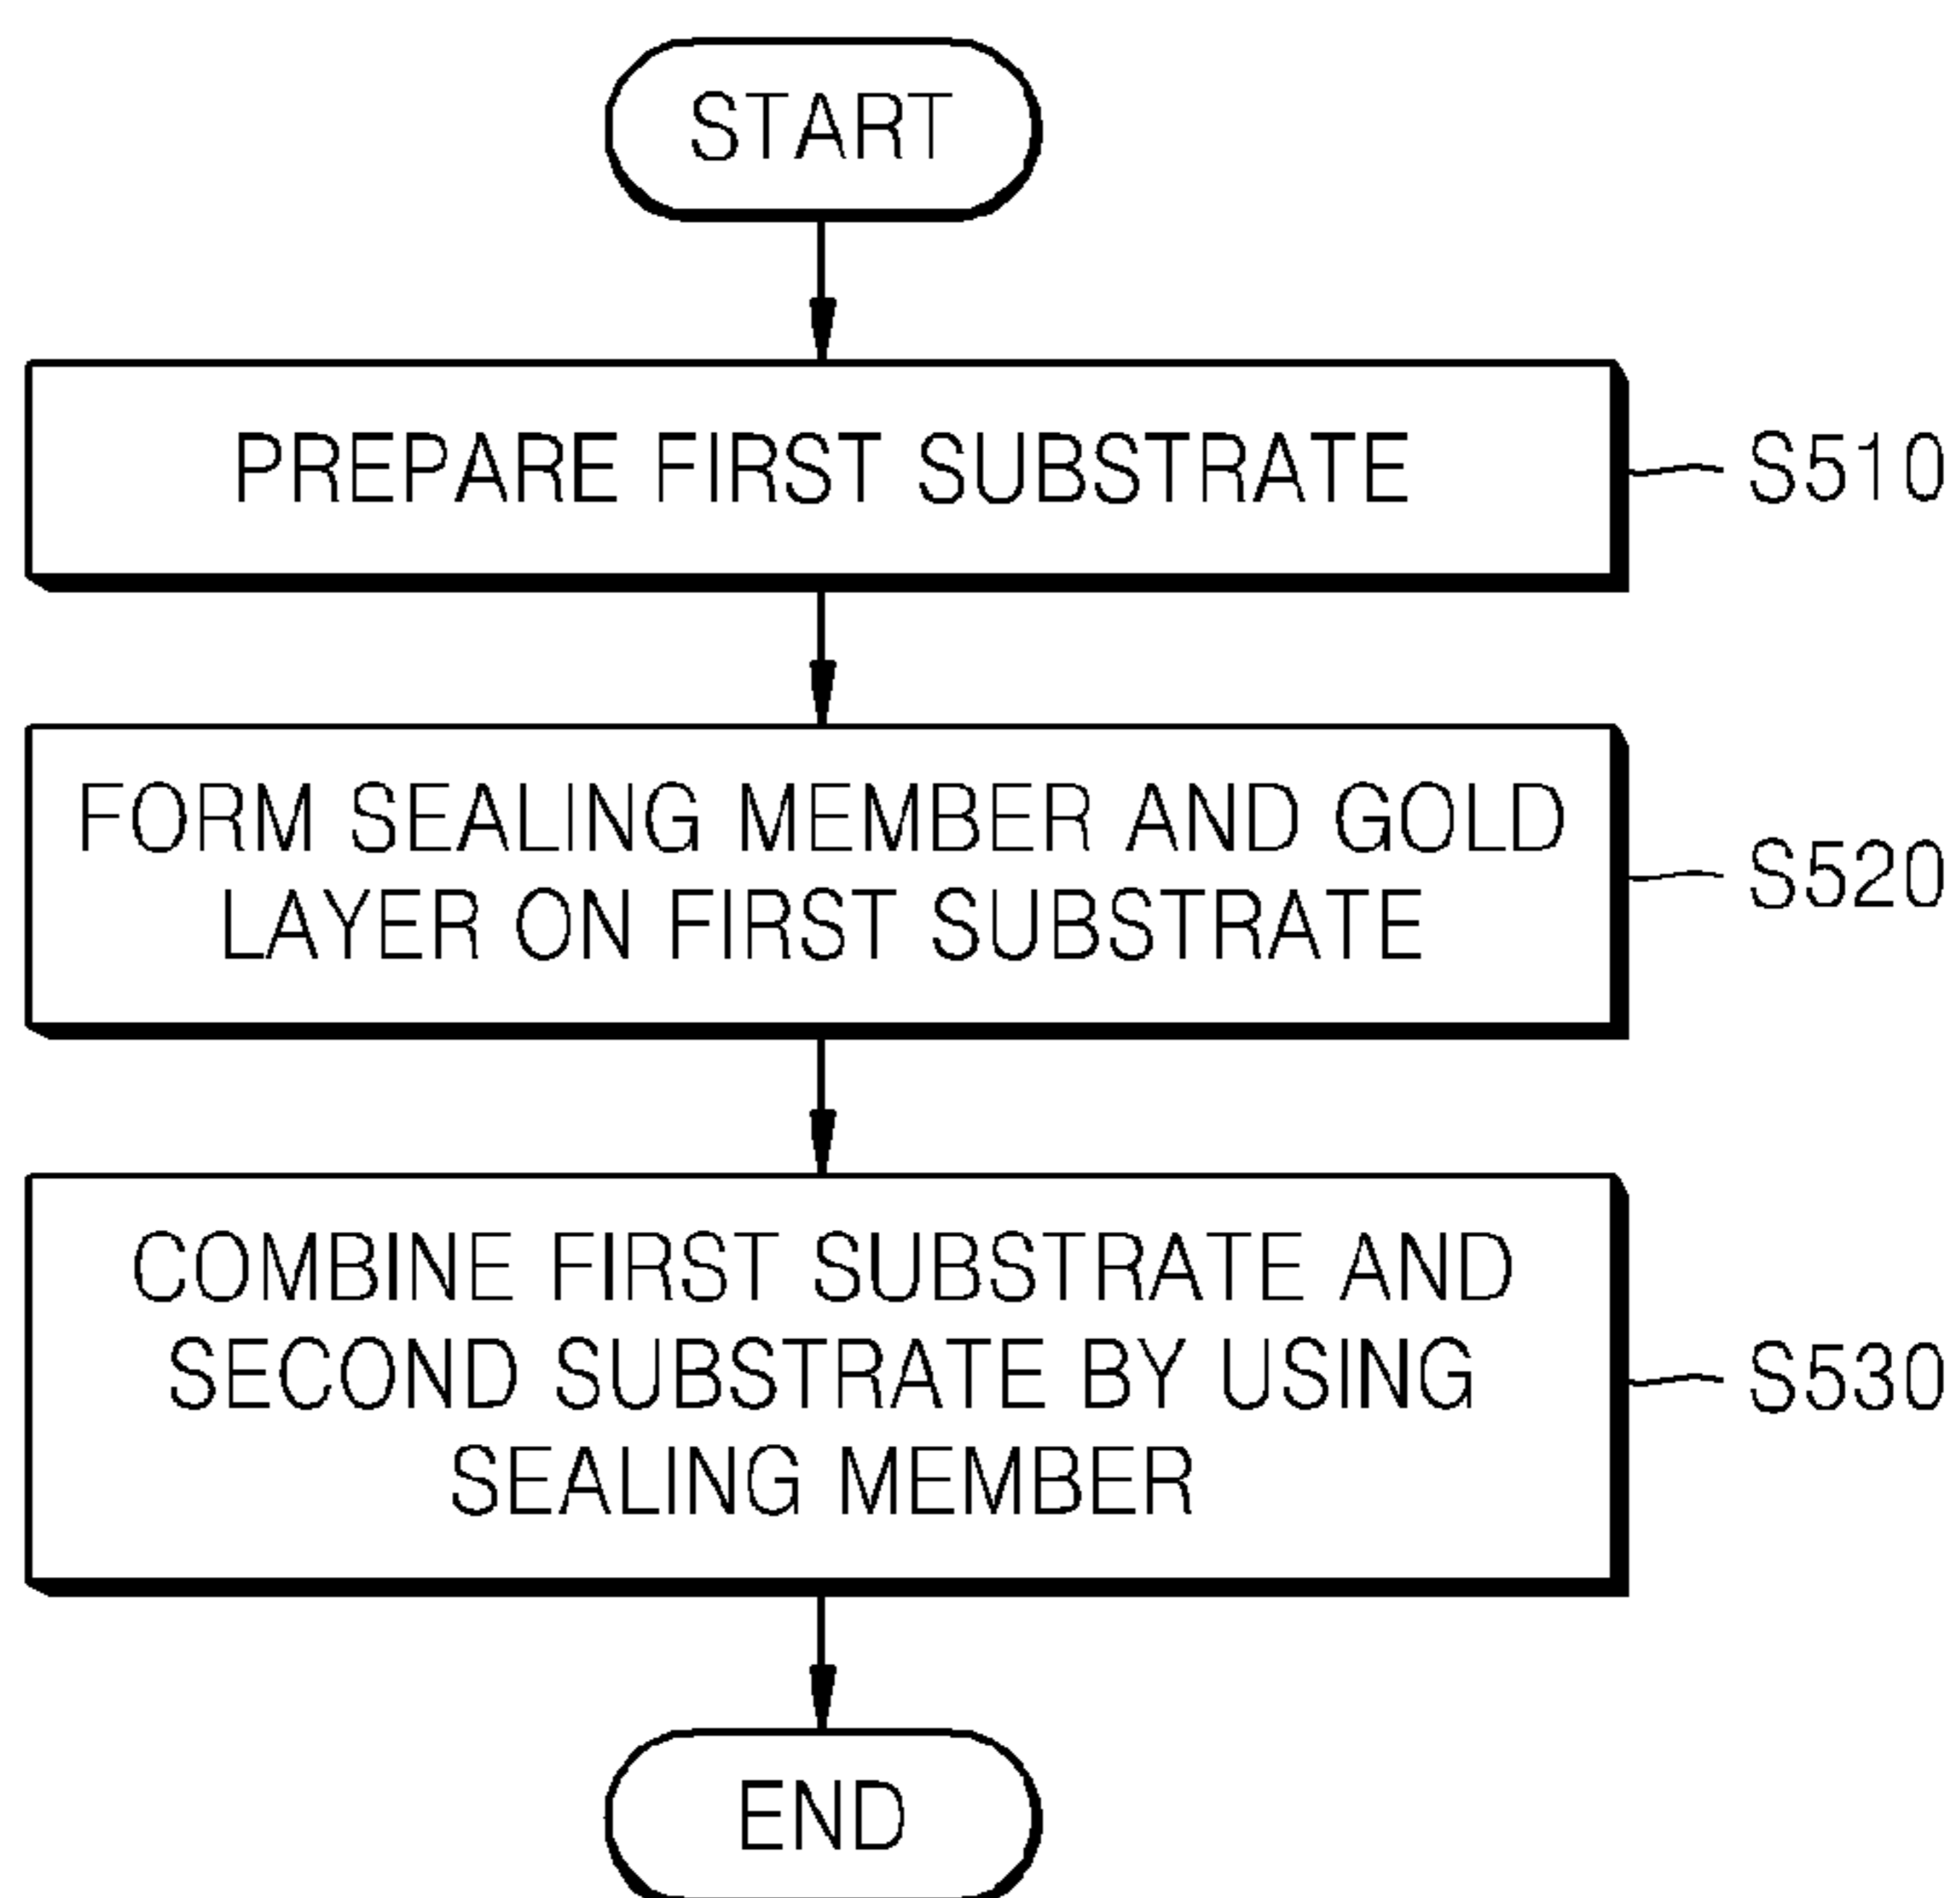 START
PREPARE FIRST SUBSTRATE
S510
FORM SEALING MEMBER AND GOLD
LAYER ON FIRST SUBSTRATE
S520
COMBINE FIRST SUBSTRATE AND
SECOND SUBSTRATE BY USING
SEALING MEMBER
S530
END